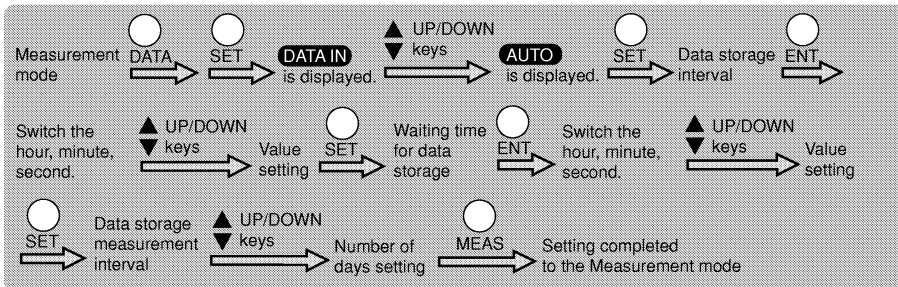 Measurement mode DATA SET DATA IN is displayed. ▲ UP/DOWN ▼ keys AUTO is displayed. SET Data storage interval ENT
Switch the hour, minute, second. ▲ UP/DOWN ▼ keys Value setting SET Waiting time for data storage ENT Switch the hour, minute, second. ▲ UP/DOWN ▼ keys Value setting
SET Data storage measurement interval ▲ UP/DOWN ▼ keys Number of days setting MEAS Setting completed to the Measurement mode